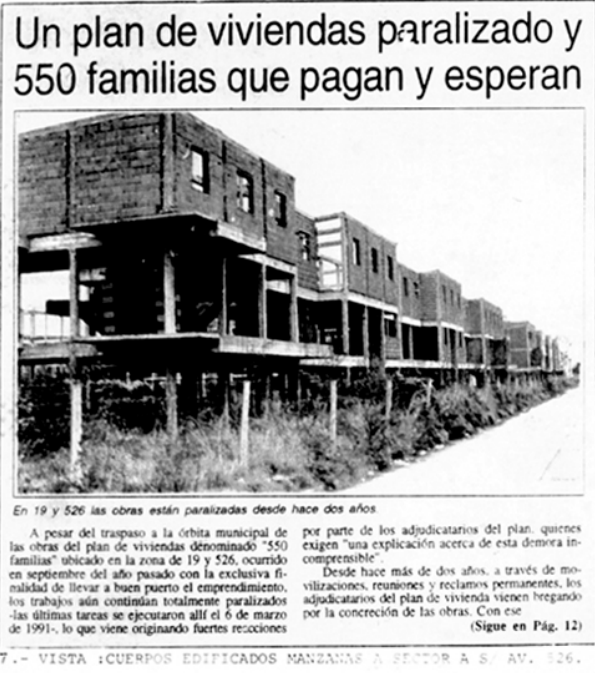 Un plan de viviendas paralizado y
550 familias que pagan y esperan
En 19 y 526 las obras están paralizadas desde hace dos años.
A pesar del traspaso a la órbita municipal de
las obras del plan de viviendas denominado "550
familias" ubicado en la zona de 19 y 526, ocurrido
en septiembre del año pasado con la exclusiva fi-
nalidad de llevar a buen puerto el emprendimiento,
los trabajos aún continúan totalmente paralizados
-las últimas tareas se ejecutaron allí el 6 de marzo
de 1991-, lo que viene originando fuertes reacciones
por parte de los adjudicatarios del plan, quienes
exigen "una explicación acerca de esta demora in-
comprensible".
Desde hace más de dos años, a través de mo-
vilizaciones, reuniones y reclamos permanentes, los
adjudicatarios del plan de vivienda vienen bregando
por la concreción de las obras. Con ese
(Sigue en Pág. 12)
7.- VISTA :CUERPOS EDIFICADOS MANZANAS A SECTOR A S/ AV. 526.